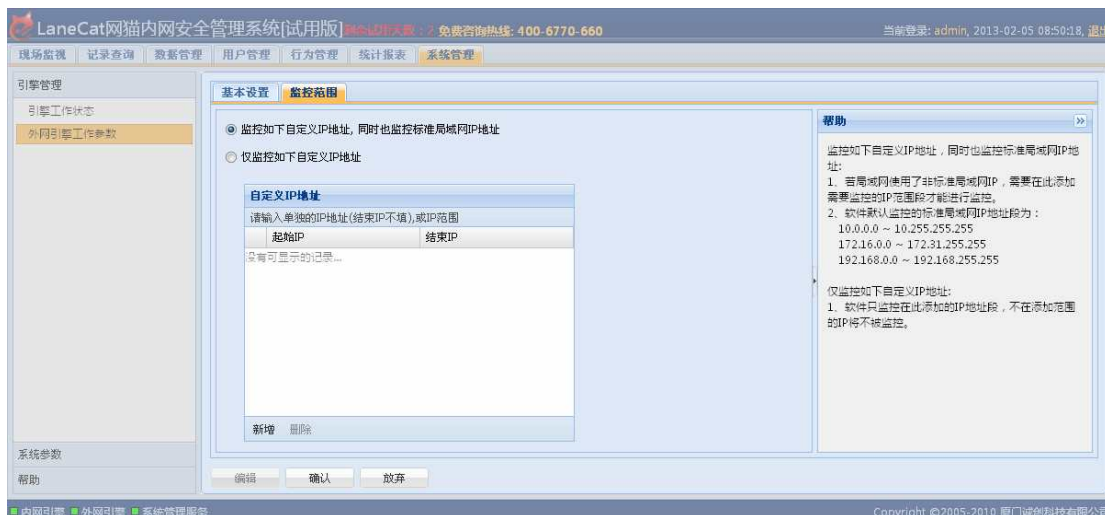 LaneCat网猫内网安全管理系统[试用版]剩余试用天数：2 免费咨询热线: 400-6770-660
当前登录: admin, 2013-02-05 08:50:18, 退出
现场监视 记录查询 数据管理 用户管理 行为管理 统计报表 系统管理
引擎管理
引擎工作状态
外网引擎工作参数
系统参数
帮助
基本设置 监控范围
监控如下自定义IP地址, 同时也监控标准局域网IP地址
仅监控如下自定义IP地址
自定义IP地址
请输入单独的IP地址(结束IP不填),或IP范围
起始IP 结束IP
没有可显示的记录...
新增 删除
编辑 确认 放弃
帮助
监控如下自定义IP地址，同时也监控标准局域网IP地
址:
1、若局域网使用了非标准局域网IP，需要在此添加
需要监控的IP范围段才能进行监控。
2、软件默认监控的标准局域网IP地址段为：
10.0.0.0 ~ 10.255.255.255
172.16.0.0 ~ 172.31.255.255
192.168.0.0 ~ 192.168.255.255
仅监控如下自定义IP地址:
1、软件只监控在此添加的IP地址段，不在添加范围
的IP将不被监控。
内网引擎 外网引擎 系统管理服务
Copyright ©2005-2010 厦门诚创科技有限公司